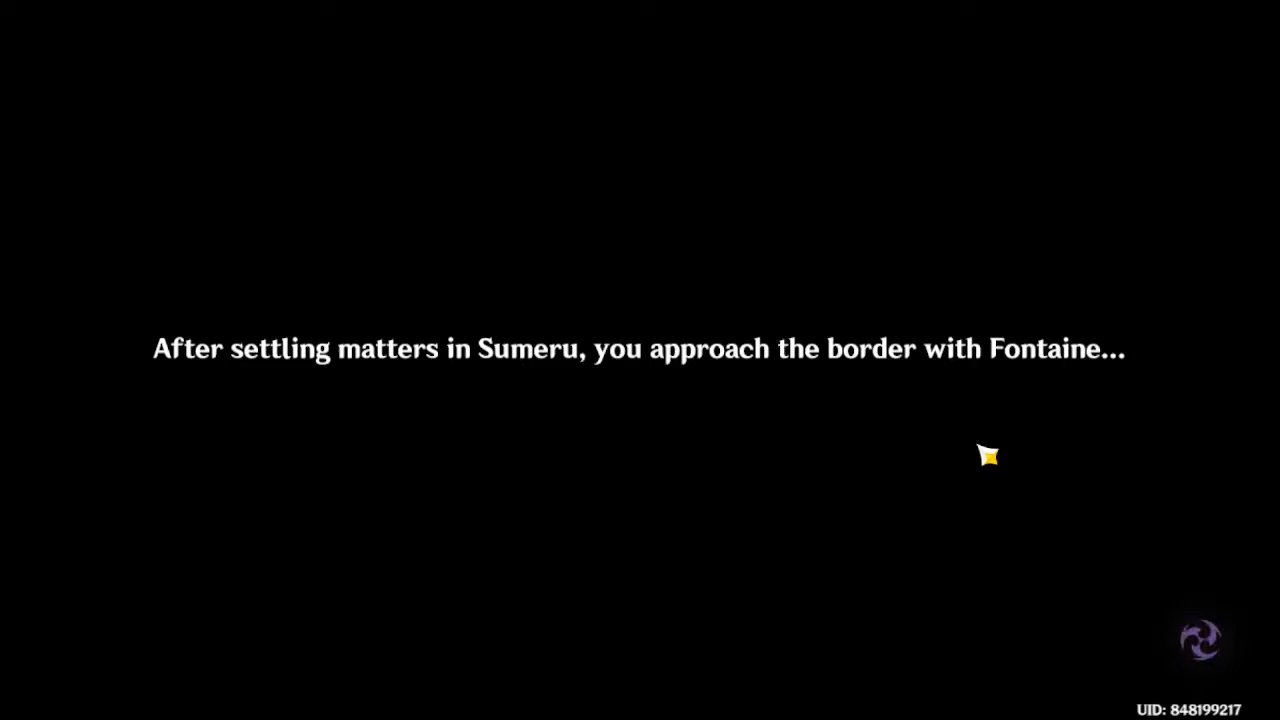 After settling matters in Sumeru, you approach the border with Fontaine...
UID: 848199217